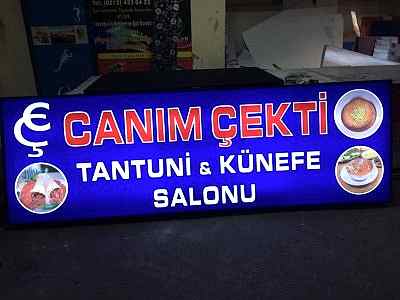 CANIM ÇEKTİ
TANTUNİ & KÜNEFE
SALONU